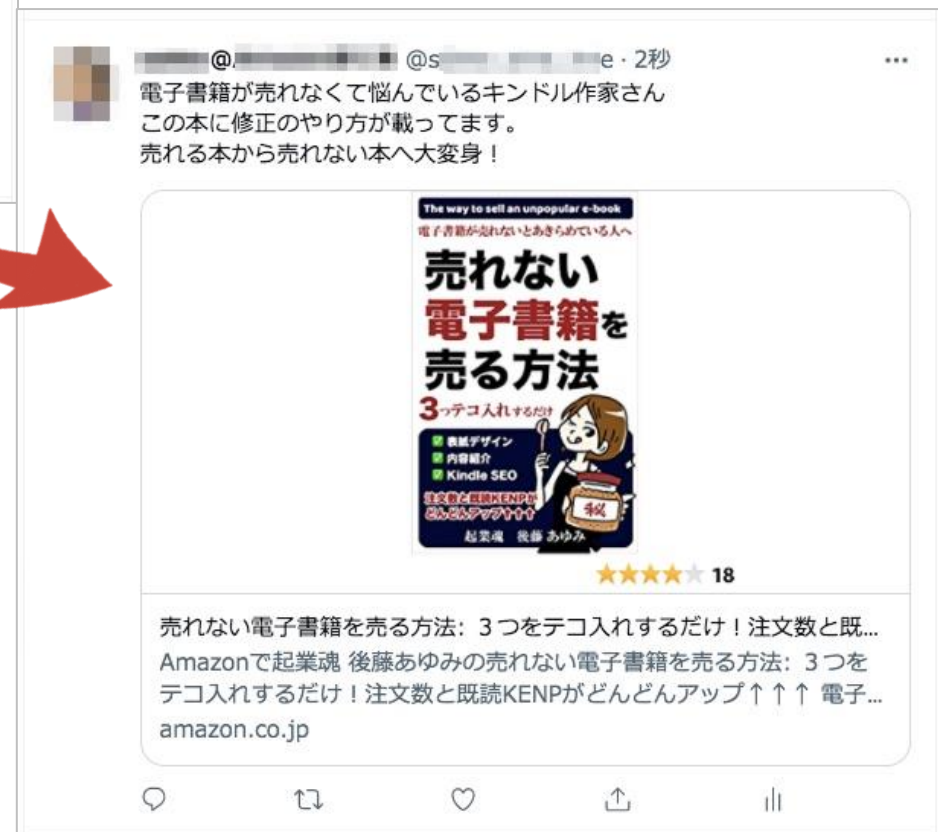 @ @s e · 2秒
電子書籍が売れなくて悩んでいるキンドル作家さん
この本に修正のやり方が載ってます。
売れる本から売れない本へ大変身！
The way to sell an unpopular e-book
電子書籍が売れないとあきらめている人へ
売れない
電子書籍を
売る方法
3つテコ入れするだけ
表紙デザイン
内容紹介
Kindle SEO
注文数と既読KENPが
どんどんアップ↑↑↑
秘
起業魂 後藤 あゆみ
18
売れない電子書籍を売る方法: ３つをテコ入れするだけ！注文数と既...
Amazonで起業魂 後藤あゆみの売れない電子書籍を売る方法: ３つを
テコ入れするだけ！注文数と既読KENPがどんどんアップ↑↑↑ 電子...
amazon.co.jp